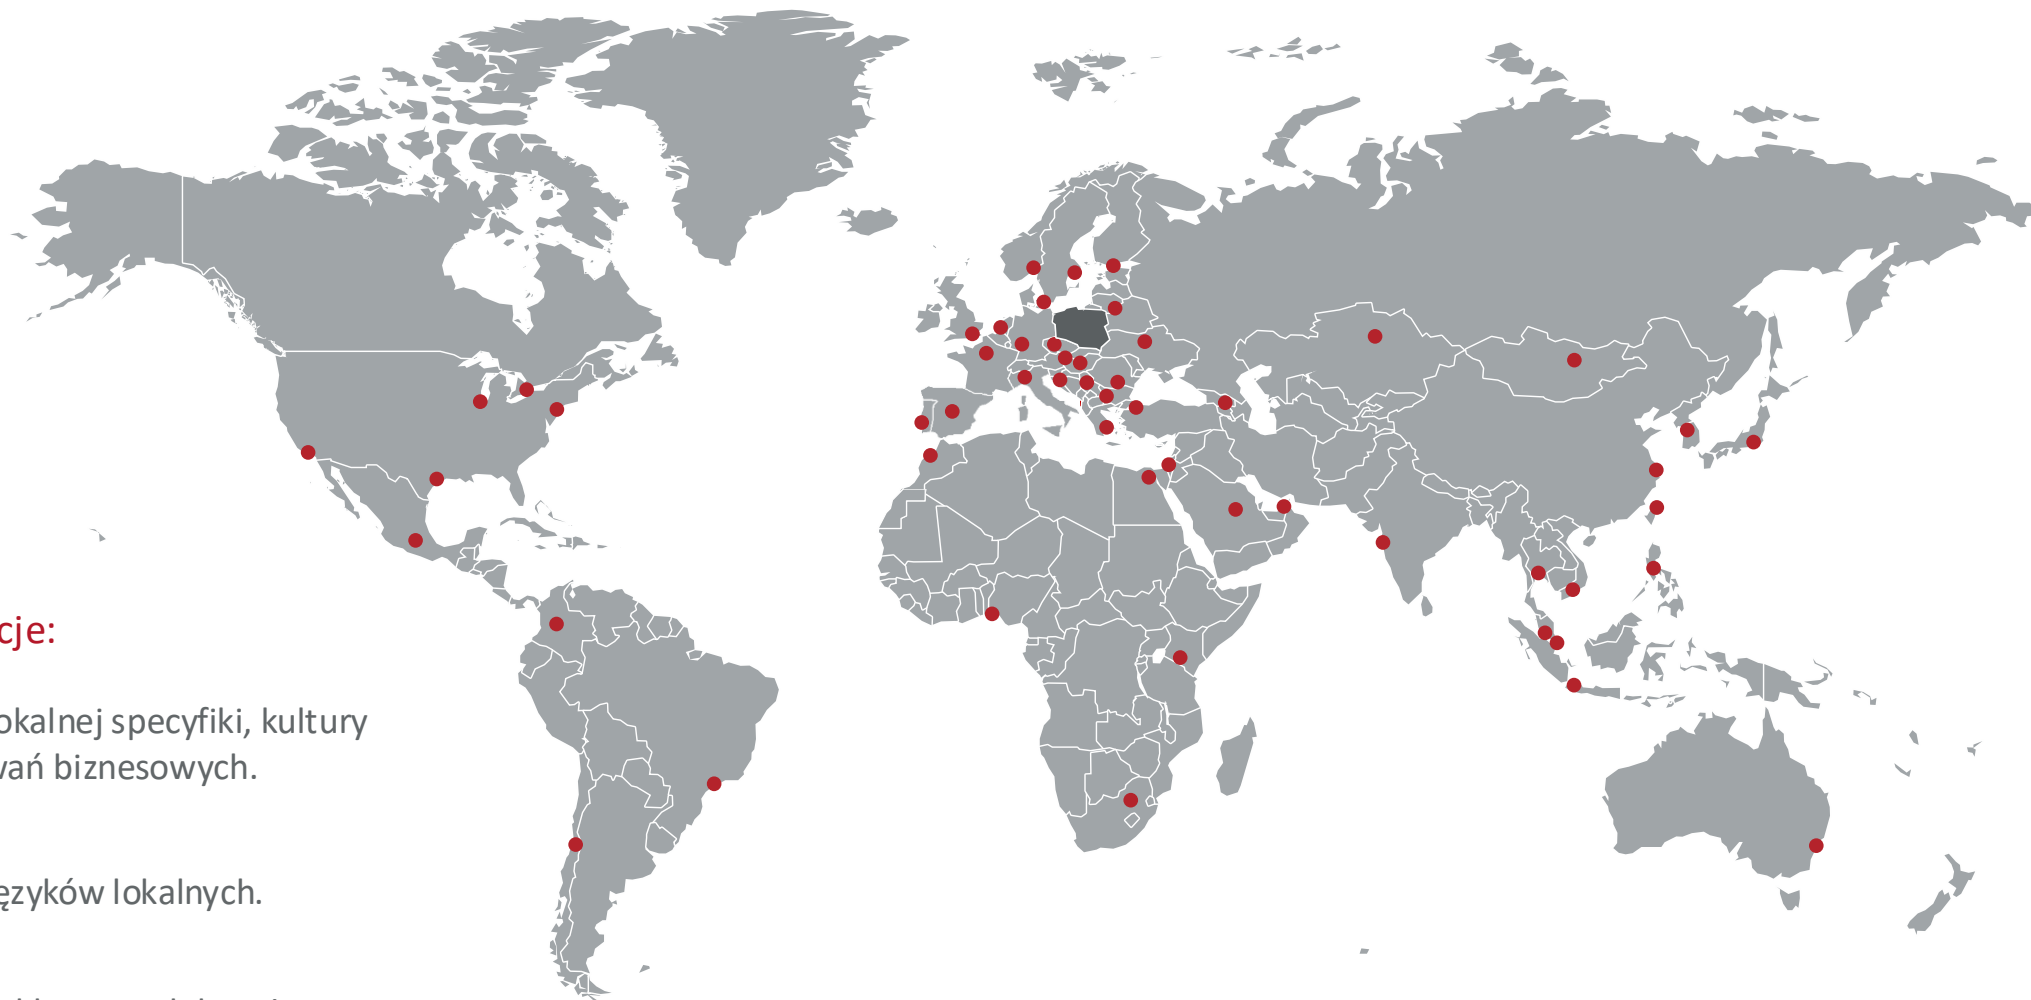 cje:
okalnej specyfiki, kultury
wań biznesowych.
ęzyków lokalnych.